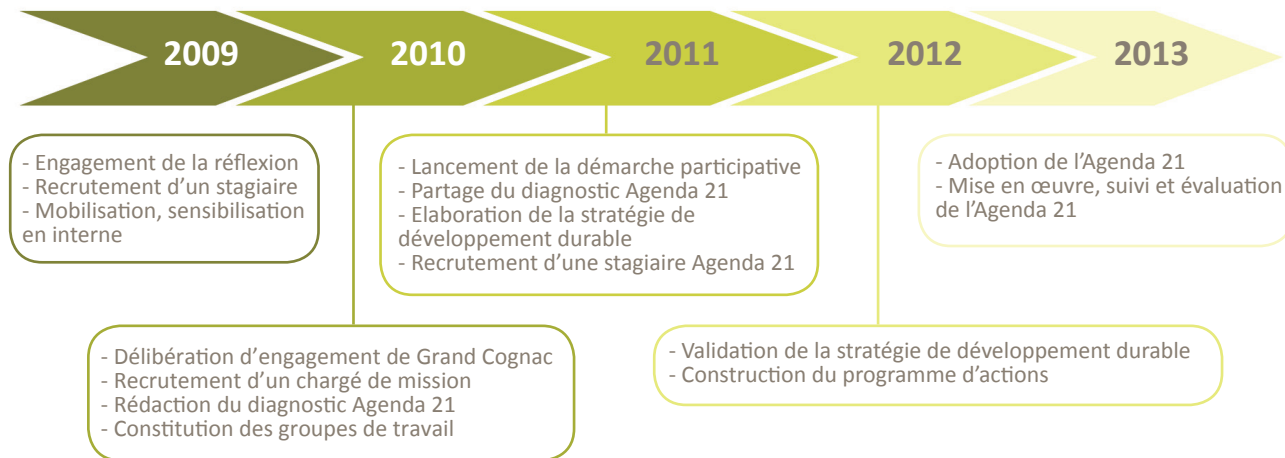 2009
2010
2011
2012
2013
- Engagement de la réflexion
- Recrutement d’un stagiaire
- Mobilisation, sensibilisation
en interne
- Délibération d’engagement de Grand Cognac
- Recrutement d’un chargé de mission
- Rédaction du diagnostic Agenda 21
- Constitution des groupes de travail
- Lancement de la démarche participative
- Partage du diagnostic Agenda 21
- Elaboration de la stratégie de
développement durable
- Recrutement d’une stagiaire Agenda 21
- Validation de la stratégie de développement durable
- Construction du programme d’actions
- Adoption de l’Agenda 21
- Mise en œuvre, suivi et évaluation
de l’Agenda 21